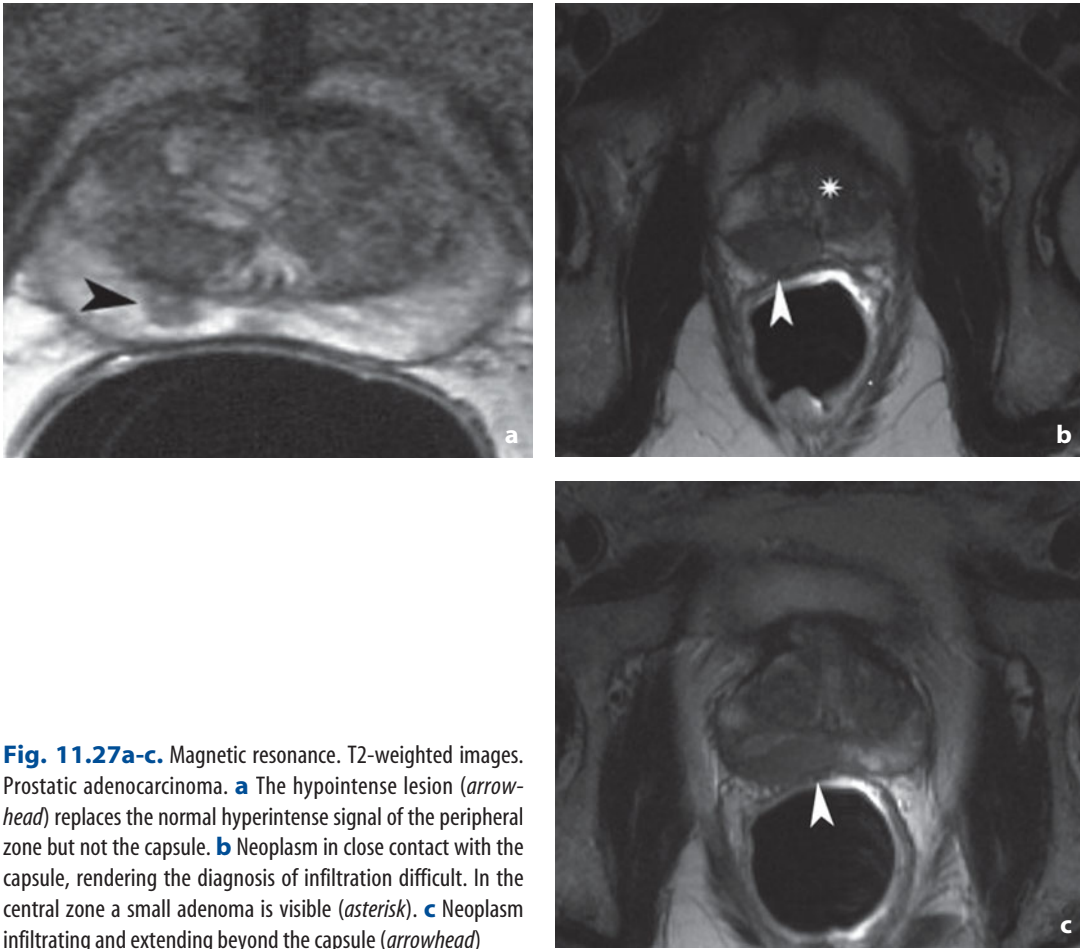 a
b
c
Fig. 11.27a-c. Magnetic resonance. T2-weighted images.
Prostatic adenocarcinoma. a The hypointense lesion (arrow-
head) replaces the normal hyperintense signal of the peripheral
zone but not the capsule. b Neoplasm in close contact with the
capsule, rendering the diagnosis of infiltration difficult. In the
central zone a small adenoma is visible (asterisk). c Neoplasm
infiltrating and extending beyond the capsule (arrowhead)